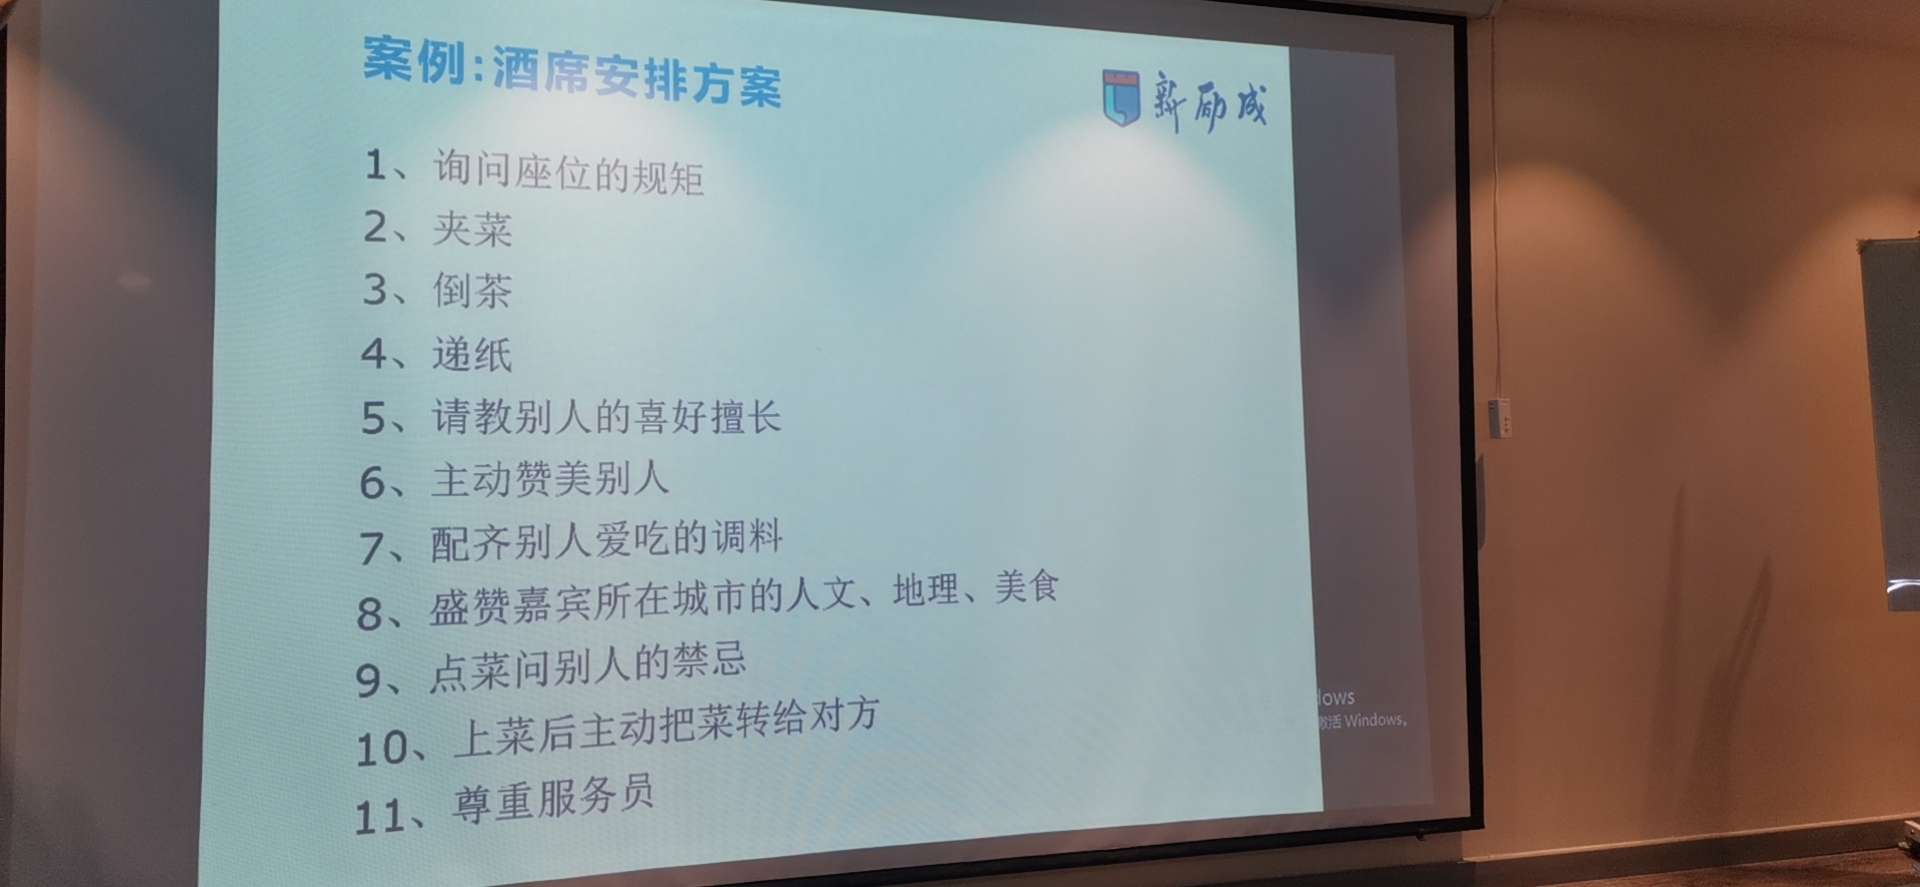 案例:酒席安排方案
新励成
1、询问座位的规矩
2、夹菜
3、倒茶
4、递纸
5、请教别人的喜好擅长
6、主动赞美别人
7、配齐别人爱吃的调料
8、盛赞嘉宾所在城市的人文、地理、美食
9、点菜问别人的禁忌
10、上菜后主动把菜转给对方
11、尊重服务员
dows
激活 Windows。